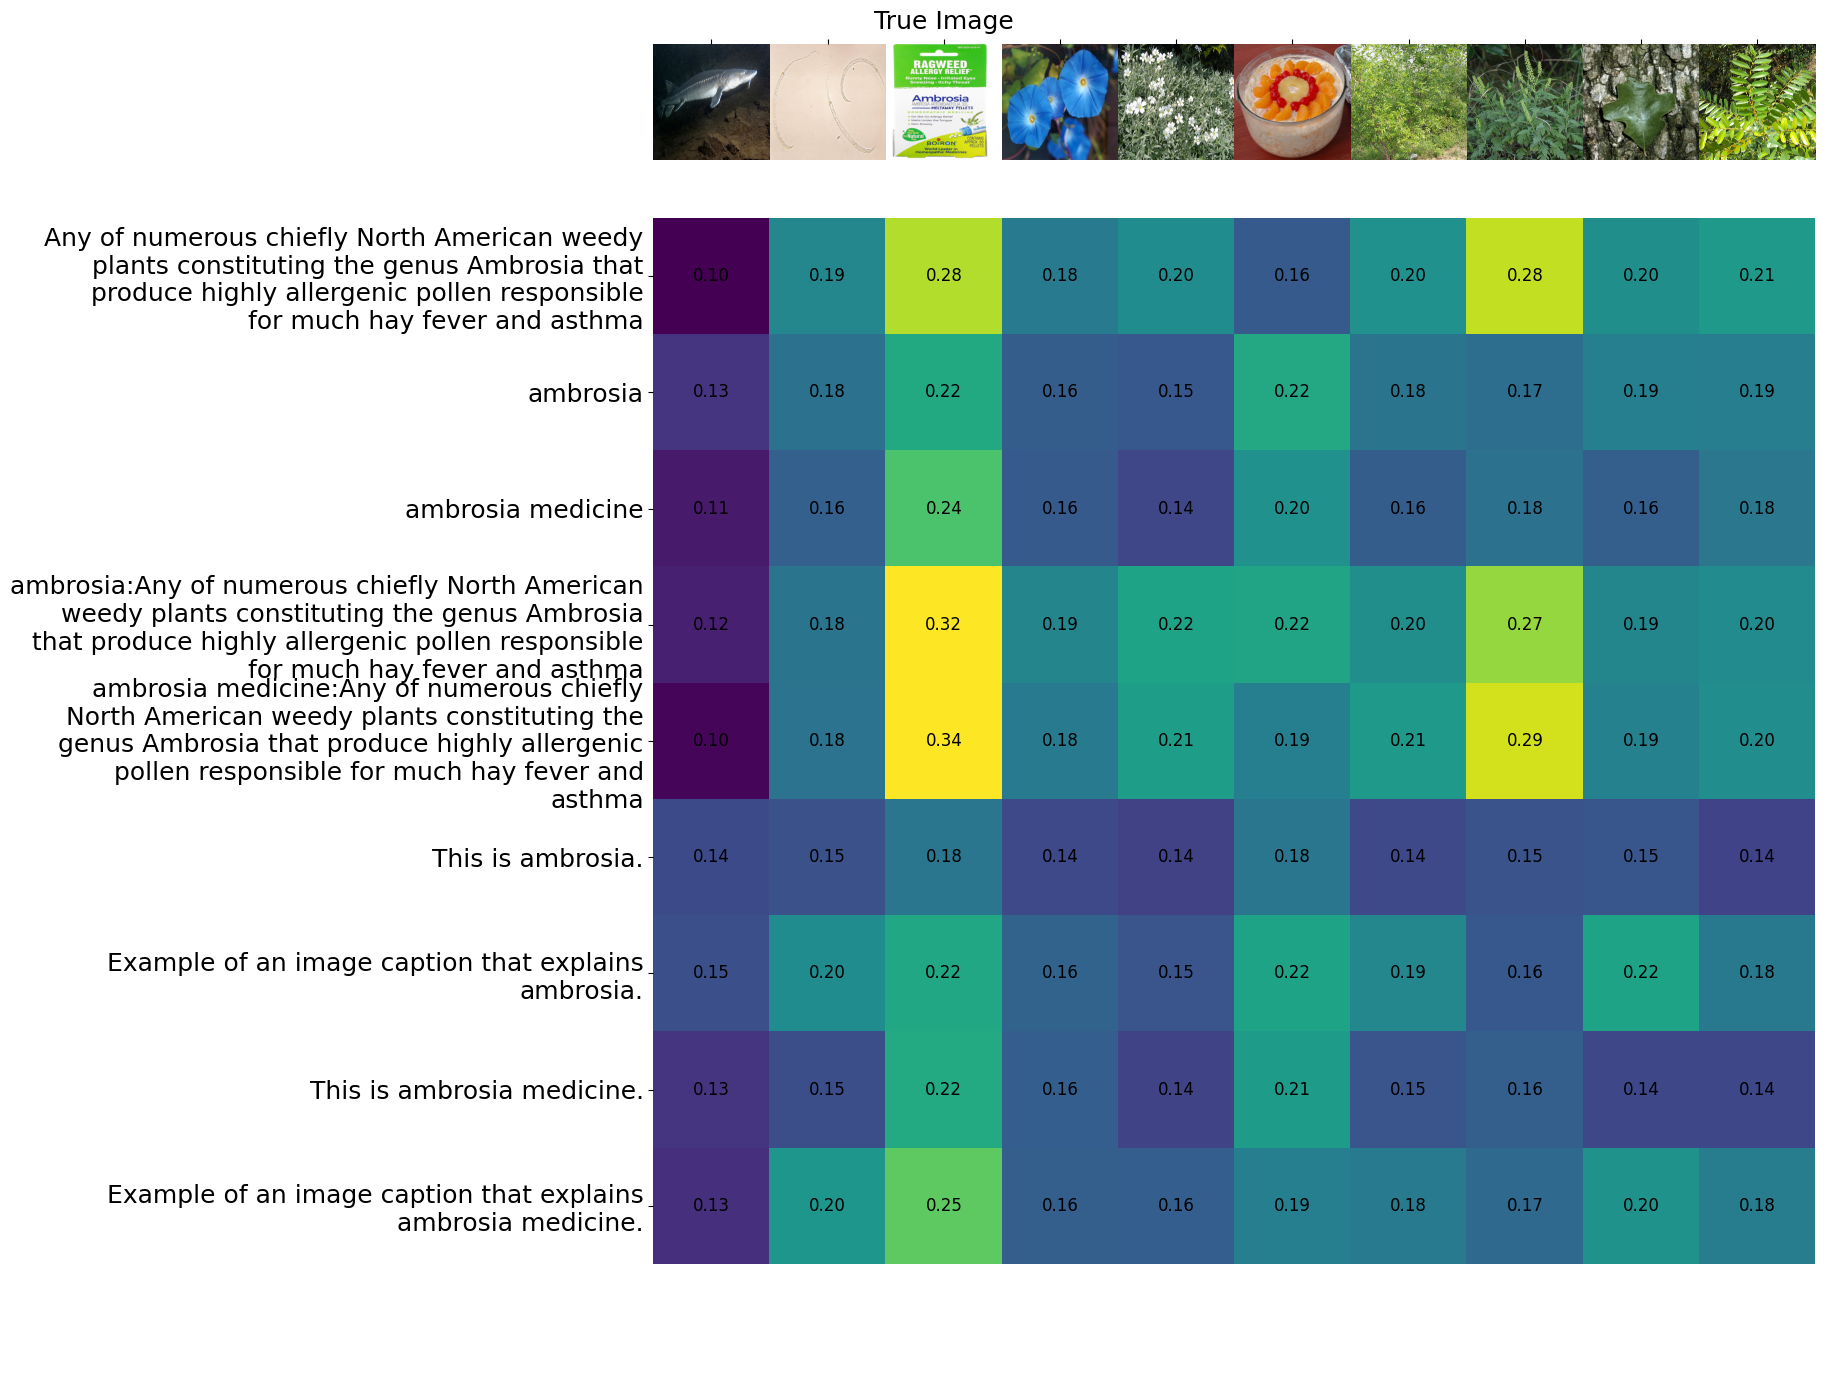 True Image
RAGWEED
ALLERGY RELIEF
Ambrosia
MELTAWAY PELLETS
BOIRON
Any of numerous chiefly North American weedy
plants constituting the genus Ambrosia that
produce highly allergenic pollen responsible
for much hay fever and asthma
0.10 0.19 0.28 0.18 0.20 0.16 0.20 0.28 0.20 0.21
ambrosia
0.13 0.18 0.22 0.16 0.15 0.22 0.18 0.17 0.19 0.19
ambrosia medicine
0.11 0.16 0.24 0.16 0.14 0.20 0.16 0.18 0.16 0.18
ambrosia:Any of numerous chiefly North American
weedy plants constituting the genus Ambrosia
that produce highly allergenic pollen responsible
for much hay fever and asthma
0.12 0.18 0.32 0.19 0.22 0.22 0.20 0.27 0.19 0.20
ambrosia medicine:Any of numerous chiefly
North American weedy plants constituting the
genus Ambrosia that produce highly allergenic
pollen responsible for much hay fever and
asthma
0.10 0.18 0.34 0.18 0.21 0.19 0.21 0.29 0.19 0.20
This is ambrosia.
0.14 0.15 0.18 0.14 0.14 0.18 0.14 0.15 0.15 0.14
Example of an image caption that explains
ambrosia.
0.15 0.20 0.22 0.16 0.15 0.22 0.19 0.16 0.22 0.18
This is ambrosia medicine.
0.13 0.15 0.22 0.16 0.14 0.21 0.15 0.16 0.14 0.14
Example of an image caption that explains
ambrosia medicine.
0.13 0.20 0.25 0.16 0.16 0.19 0.18 0.17 0.20 0.18